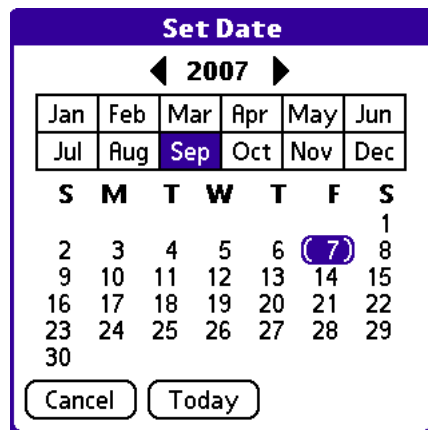 Set Date
2007
Jan Feb Mar Apr May Jun
Jul Aug Sep Oct Nov Dec
S M T W T F S
1
2 3 4 5 6 (7) 8
9 10 11 12 13 14 15
16 17 18 19 20 21 22
23 24 25 26 27 28 29
30
Cancel Today